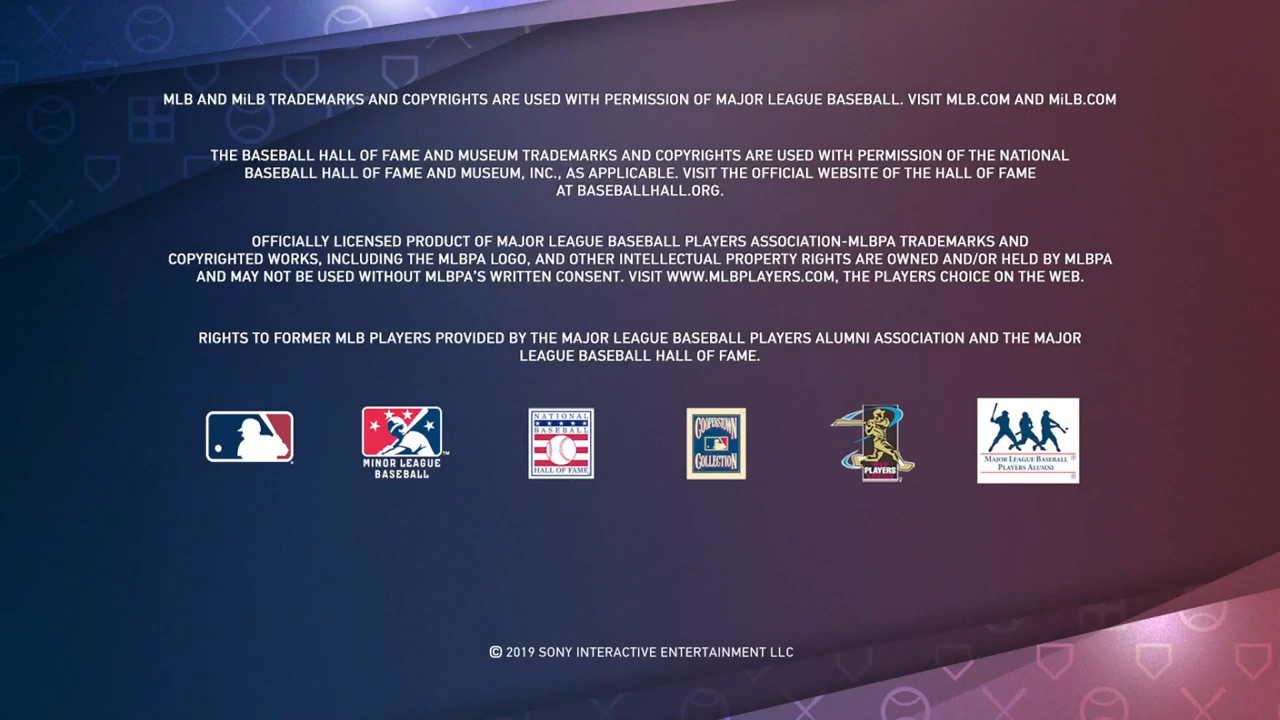 MLB AND MiLB TRADEMARKS AND COPYRIGHTS ARE USED WITH PERMISSION OF MAJOR LEAGUE BASEBALL. VISIT MLB.COM AND MiLB.COM
THE BASEBALL HALL OF FAME AND MUSEUM TRADEMARKS AND COPYRIGHTS ARE USED WITH PERMISSION OF THE NATIONAL
BASEBALL HALL OF FAME AND MUSEUM, INC., AS APPLICABLE. VISIT THE OFFICIAL WEBSITE OF THE HALL OF FAME
AT BASEBALLHALL.ORG.
OFFICIALLY LICENSED PRODUCT OF MAJOR LEAGUE BASEBALL PLAYERS ASSOCIATION-MLBPA TRADEMARKS AND
COPYRIGHTED WORKS, INCLUDING THE MLBPA LOGO, AND OTHER INTELLECTUAL PROPERTY RIGHTS ARE OWNED AND/OR HELD BY MLBPA
AND MAY NOT BE USED WITHOUT MLBPA'S WRITTEN CONSENT. VISIT WWW.MLBPLAYERS.COM, THE PLAYERS CHOICE ON THE WEB.
RIGHTS TO FORMER MLB PLAYERS PROVIDED BY THE MAJOR LEAGUE BASEBALL PLAYERS ALUMNI ASSOCIATION AND THE MAJOR
LEAGUE BASEBALL HALL OF FAME.
MINOR LEAGUE
BASEBALL
™
NATIONAL
BASEBALL
HALL OF FAME
COOPERSTOWN
COLLECTION
PLAYERS
MAJOR LEAGUE BASEBALL
PLAYERS ALUMNI
© 2019 SONY INTERACTIVE ENTERTAINMENT LLC